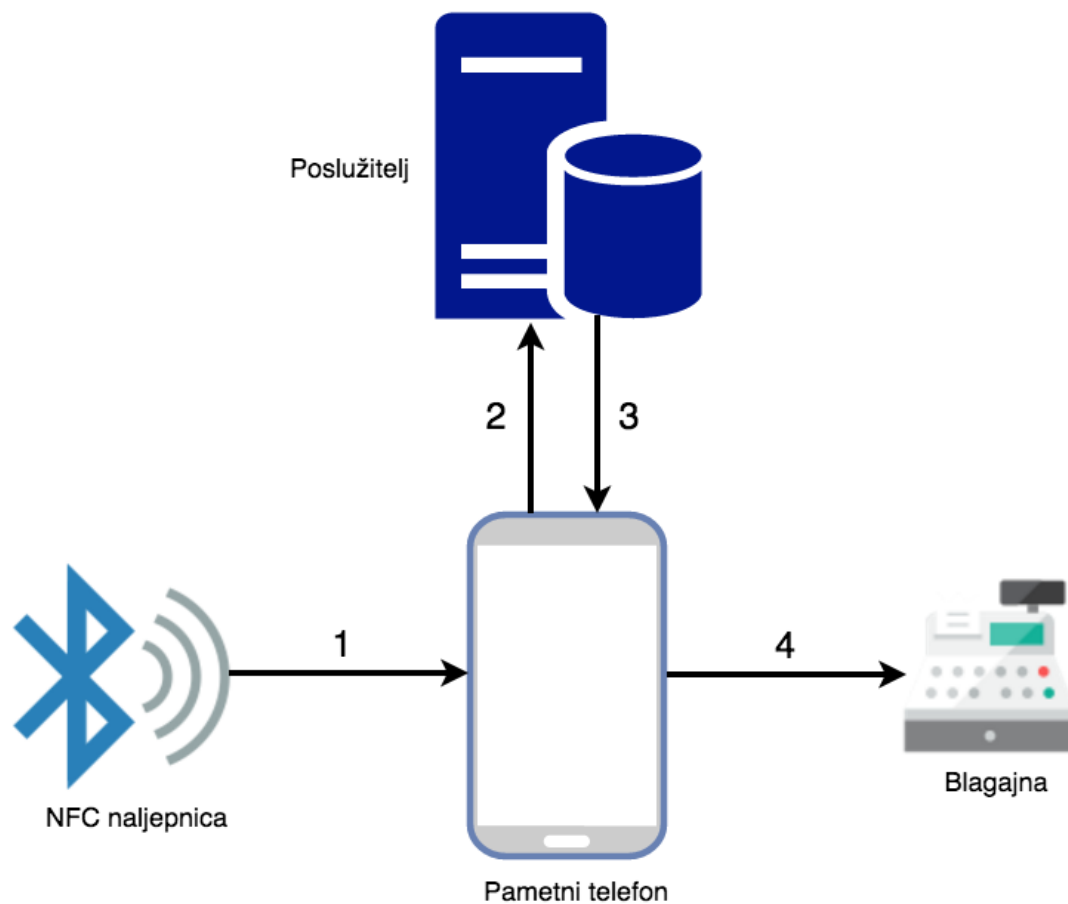 Poslužitelj
2
3
1
4
NFC naljepnica
Blagajna
Pametni telefon